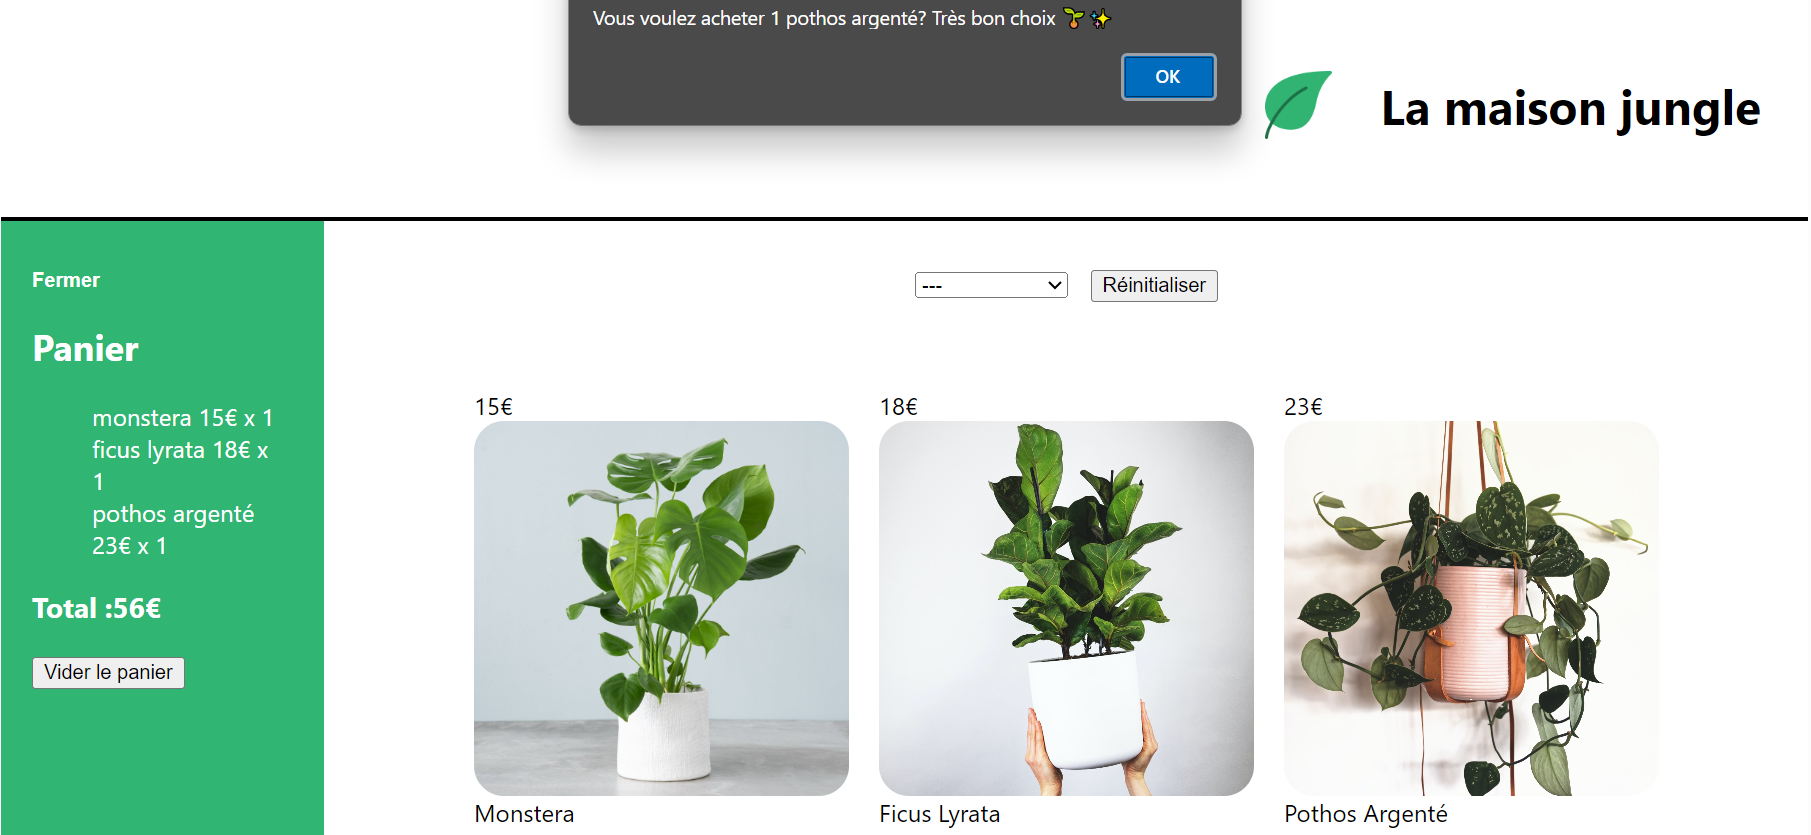 Vous voulez acheter 1 pothos argenté? Très bon choix 🌱✨
OK
La maison jungle
Fermer
Panier
monstera 15€ x 1
ficus lyrata 18€ x
1
pothos argenté
23€ x 1
Total :56€
Vider le panier
---
Réinitialiser
15€
18€
23€
Monstera
Ficus Lyrata
Pothos Argenté